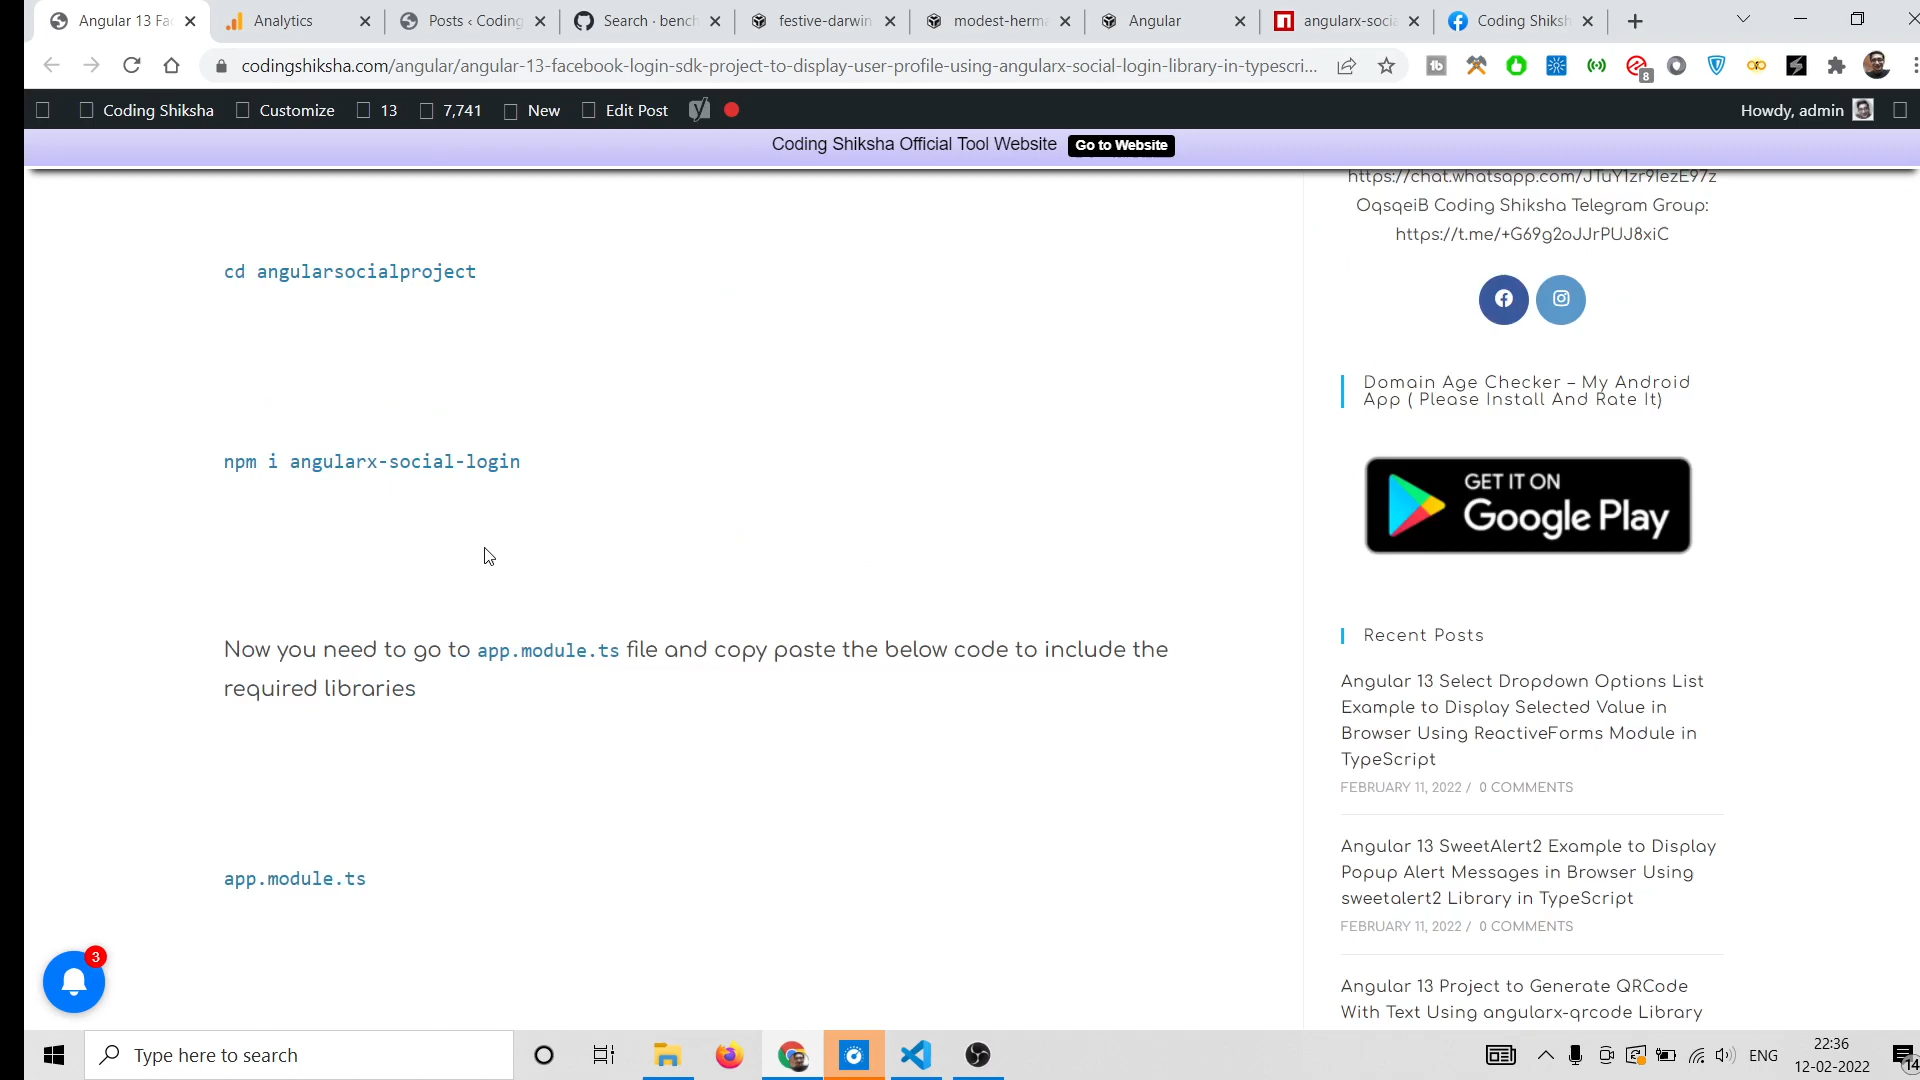 Angular 13 Fa
Analytics
Posts ‹ Coding
Search · bench
festive-darwin
modest-herma
Angular
angularx-socia
Coding Shiksh
codingshiksha.com/angular/angular-13-facebook-login-sdk-project-to-display-user-profile-using-angularx-social-login-library-in-typescri...
8
Coding Shiksha
Customize
13
7,741
New
Edit Post
Howdy, admin
Coding Shiksha Official Tool Website
Go to Website
cd angularsocialproject
npm i angularx-social-login
Now you need to go to app.module.ts file and copy paste the below code to include the
required libraries
app.module.ts
3
OqsqeiB Coding Shiksha Telegram Group:
https://t.me/+G69g2oJJrPUJ8xiC
Domain Age Checker – My Android
App ( Please Install And Rate It)
GET IT ON
Google Play
Recent Posts
Angular 13 Select Dropdown Options List
Example to Display Selected Value in
Browser Using ReactiveForms Module in
TypeScript
FEBRUARY 11, 2022 / 0 COMMENTS
Angular 13 SweetAlert2 Example to Display
Popup Alert Messages in Browser Using
sweetalert2 Library in TypeScript
FEBRUARY 11, 2022 / 0 COMMENTS
Angular 13 Project to Generate QRCode
With Text Using angularx-qrcode Library
Type here to search
ENG
22:36
12-02-2022
14